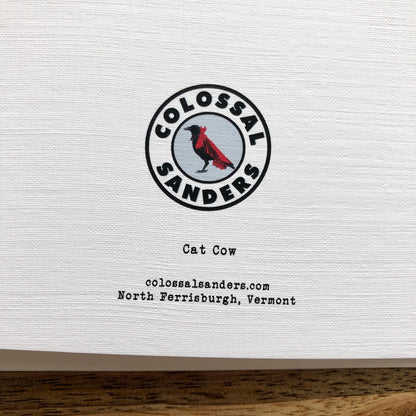 COLOSSAL
SANDERS
Cat Cow
colossalsanders.com
North Ferrisburgh, Vermont